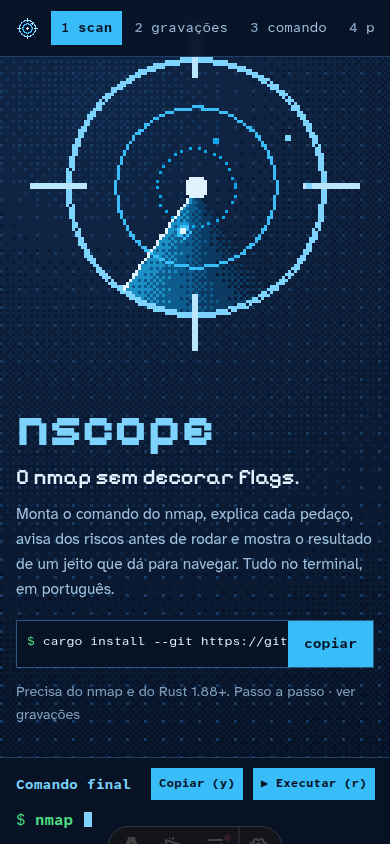 1 scan 2 gravações 3 comando 4 p
nscope
O nmap sem decorar flags.
Monta o comando do nmap, explica cada pedaço,
avisa dos riscos antes de rodar e mostra o resultado
de um jeito que dá para navegar. Tudo no terminal,
em português.
$ cargo install --git https://git copiar
Precisa do nmap e do Rust 1.88+. Passo a passo · ver
gravações
Comando final Copiar (y) ▶ Executar (r)
$ nmap